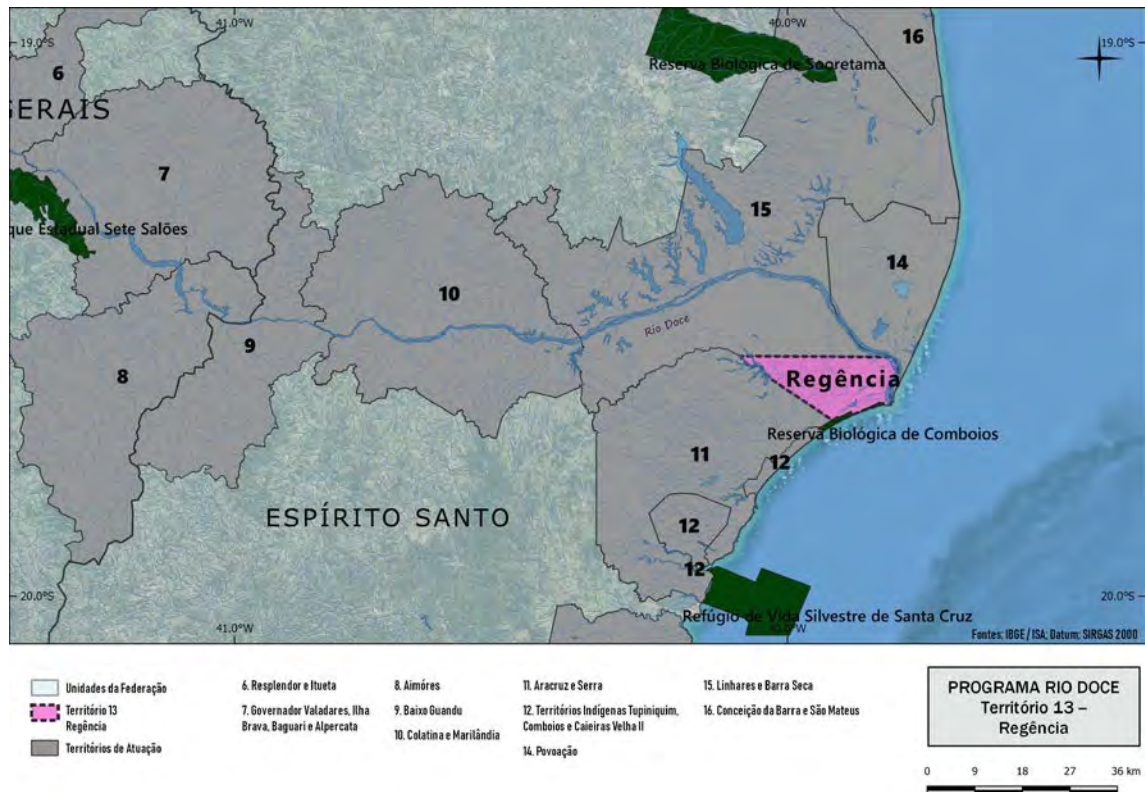 41.0°W
40.0°W
19.0°S
19.0°S
16
Reserva Biológica de Sooretama
6
GERAIS
7
15
que Estadual Sete Salões
14
10
Rio Doce
9
8
Regência
Reserva Biológica de Comboios
11
12
ESPÍRITO SANTO
12
12
20.0°S
20.0°S
Refúgio de Vida Silvestre de Santa Cruz
41.0°W
Fontes: IBGE / ISA; Datum; SIRGAS 2000
Unidades da Federação
Território 13
Regência
Territórios de Atuação
6. Resplendor e Itueta
7. Governador Valadares, Ilha
Brava, Baguari e Alpercata
8. Aimóres
9. Baixo Guandu
10. Colatina e Marilândia
11. Aracruz e Serra
12. Territórios Indígenas Tupiniquim,
Comboios e Caieiras Velha II
14. Povoação
15. Linhares e Barra Seca
16. Conceição da Barra e São Mateus
PROGRAMA RIO DOCE
Território 13 –
Regência
0 9 18 27 36 km